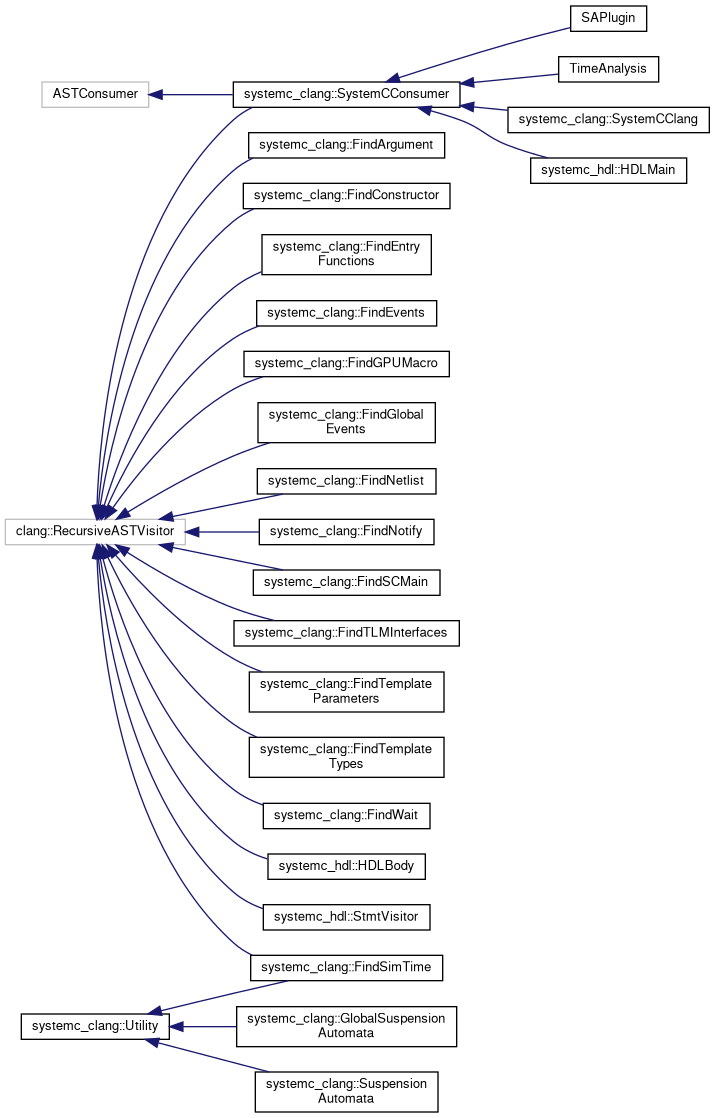 SAPlugin
TimeAnalysis
ASTConsumer
systemc_clang::SystemCConsumer
systemc_clang::SystemCClang
systemc_clang::FindArgument
systemc_hdl::HDLMain
systemc_clang::FindConstructor
systemc_clang::FindEntry
Functions
systemc_clang::FindEvents
systemc_clang::FindGPUMacro
systemc_clang::FindGlobal
Events
systemc_clang::FindNetlist
clang::RecursiveASTVisitor
systemc_clang::FindNotify
systemc_clang::FindSCMain
systemc_clang::FindTLMInterfaces
systemc_clang::FindTemplate
Parameters
systemc_clang::FindTemplate
Types
systemc_clang::FindWait
systemc_hdl::HDLBody
systemc_hdl::StmtVisitor
systemc_clang::FindSimTime
systemc_clang::Utility
systemc_clang::GlobalSuspension
Automata
systemc_clang::Suspension
Automata